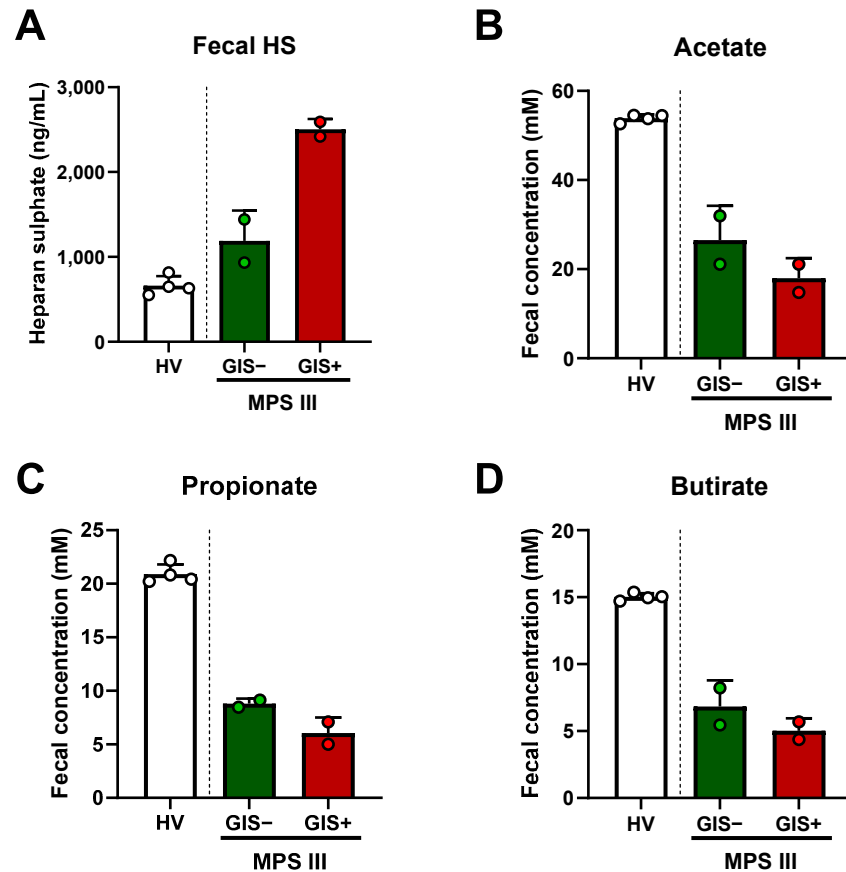 A
Fecal HS
Heparan sulphate (ng/mL)
3,000
2,000
1,000
0
HV
GIS−
GIS+
MPS III
B
Acetate
Fecal concentration (mM)
60
40
20
0
HV
GIS−
GIS+
MPS III
C
Propionate
Fecal concentration (mM)
25
20
15
10
5
0
HV
GIS−
GIS+
MPS III
D
Butirate
Fecal concentration (mM)
20
15
10
5
0
HV
GIS−
GIS+
MPS III